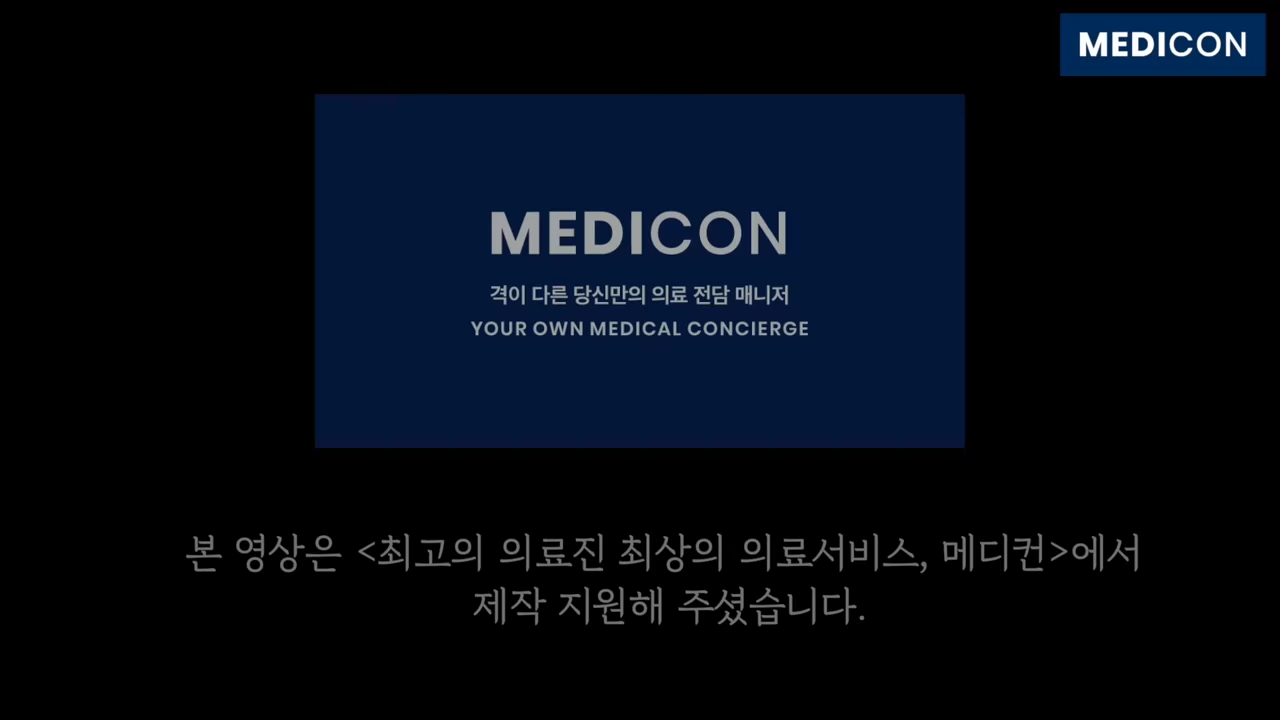 MEDICON
MEDICON
격이 다른 당신만의 의료 전담 매니저
YOUR OWN MEDICAL CONCIERGE
본 영상은 <최고의 의료진 최상의 의료서비스, 메디컨>에서
제작 지원해 주셨습니다.